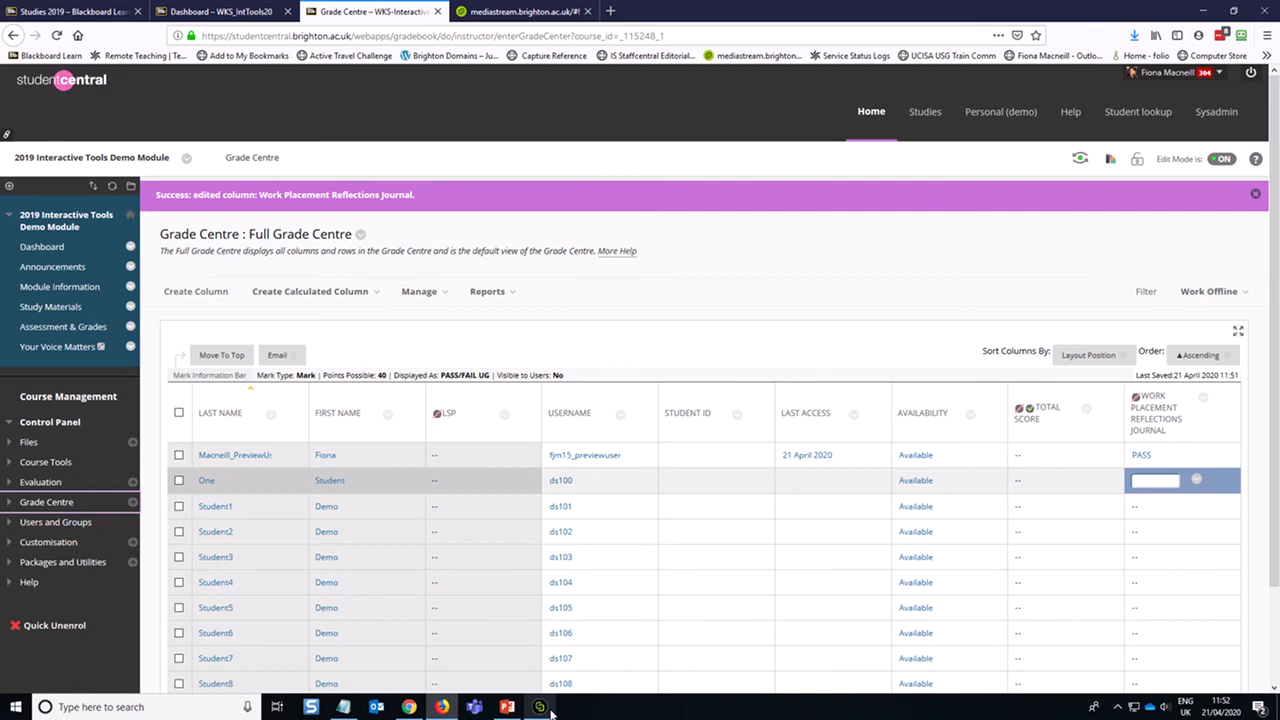 Studies 2019 – Blackboard Lear
Dashboard – WKS_IntTools20
Grade Centre – WKS-Interactive
mediastream.brighton.ac.uk/#!
https://studentcentral.brighton.ac.uk/webapps/gradebook/do/instructor/enterGradeCenter?course_id=_115248_1
Blackboard Learn
Remote Teaching | Te...
Add to My Bookmarks
Active Travel Challenge
Brighton Domains – Ju...
Capture Reference
IS Staffcentral Editorial...
mediastream.brighton...
Service Status Logs
UCISA USG Train Comm
Fiona Macneill – Outlo...
Home - folio
Computer Store
studentcentral
Fiona Macneill 304
Home
Studies
Personal (demo)
Help
Student lookup
Sysadmin
2019 Interactive Tools Demo Module
Grade Centre
Edit Mode is: ON
Success: edited column: Work Placement Reflections Journal.
2019 Interactive Tools
Demo Module
Dashboard
Announcements
Module Information
Study Materials
Assessment & Grades
Your Voice Matters
Course Management
Control Panel
Files
Course Tools
Evaluation
Grade Centre
Users and Groups
Customisation
Packages and Utilities
Help
Quick Unenrol
Grade Centre : Full Grade Centre
The Full Grade Centre displays all columns and rows in the Grade Centre and is the default view of the Grade Centre. More Help
Create Column
Create Calculated Column
Manage
Reports
Filter
Work Offline
Move To Top
Email
Sort Columns By:
Layout Position
Order:
▲Ascending
Mark Information Bar
Mark Type: Mark | Points Possible: 40 | Displayed As: PASS/FAIL UG | Visible to Users: No
Last Saved:21 April 2020 11:51
LAST NAME
FIRST NAME
LSP
USERNAME
STUDENT ID
LAST ACCESS
AVAILABILITY
TOTAL
SCORE
WORK
PLACEMENT
REFLECTIONS
JOURNAL
Macneill_PreviewUs Fiona -- fjm15_previewuser 21 April 2020 Available -- PASS
One Student -- ds100 Available --
Student1 Demo -- ds101 Available -- --
Student2 Demo -- ds102 Available -- --
Student3 Demo -- ds103 Available -- --
Student4 Demo -- ds104 Available -- --
Student5 Demo -- ds105 Available -- --
Student6 Demo -- ds106 Available -- --
Student7 Demo -- ds107 Available -- --
Student8 Demo -- ds108 Available -- --
Type here to search
ENG
UK
11:52
21/04/2020